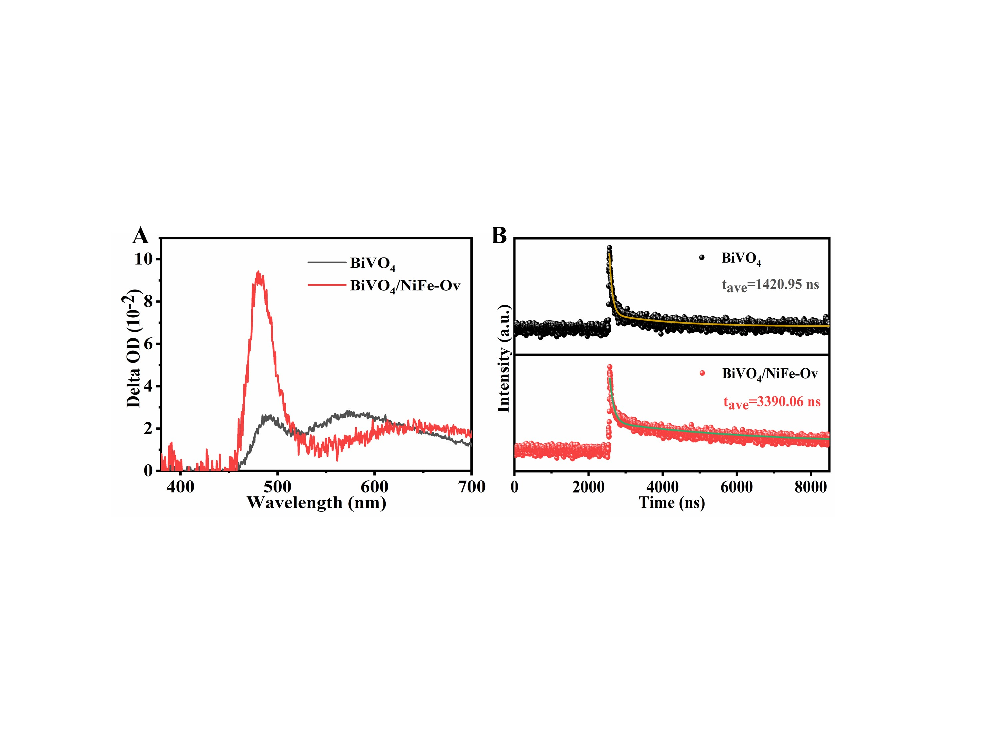 A
10
8
6
4
2
0
Delta OD (10⁻²)
BiVO₄
BiVO₄/NiFe-Ov
400 500 600 700
Wavelength (nm)
B
Intensity (a.u.)
BiVO₄
tₐᵥₑ=1420.95 ns
BiVO₄/NiFe-Ov
tₐᵥₑ=3390.06 ns
0 2000 4000 6000 8000
Time (ns)